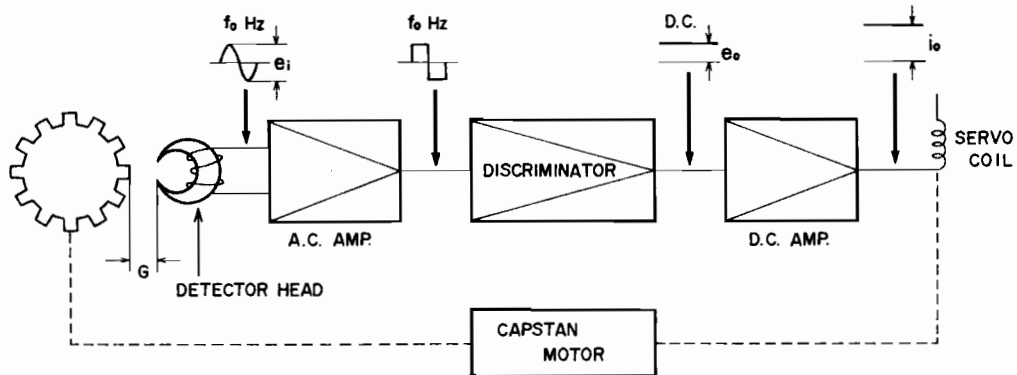 f₀ Hz
eᵢ
f₀ Hz
D.C.
e₀
i₀
SERVO
COIL
DISCRIMINATOR
A.C. AMP.
D.C. AMP.
G
DETECTOR HEAD
CAPSTAN
MOTOR